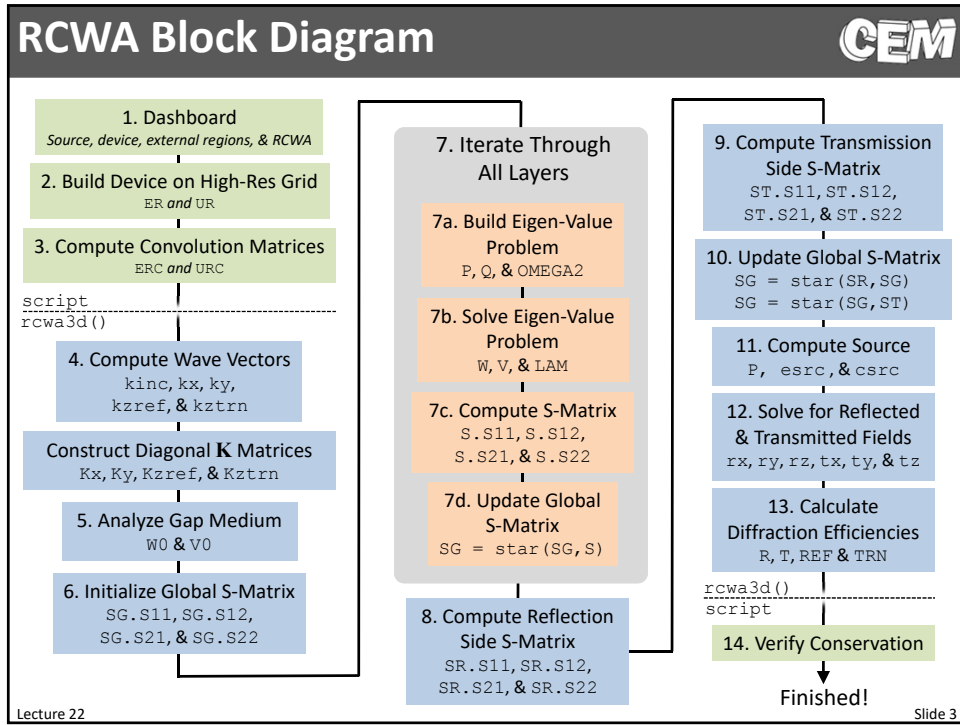 RCWA Block Diagram
CEM
1. Dashboard
Source, device, external regions, & RCWA
2. Build Device on High-Res Grid
ER and UR
3. Compute Convolution Matrices
ERC and URC
script
rcwa3d()
4. Compute Wave Vectors
kinc, kx, ky,
kzref, & kztrn
Construct Diagonal K Matrices
Kx, Ky, Kzref, & Kztrn
5. Analyze Gap Medium
W0 & V0
6. Initialize Global S-Matrix
SG.S11, SG.S12,
SG.S21, & SG.S22
7. Iterate Through
All Layers
7a. Build Eigen-Value
Problem
P, Q, & OMEGA2
7b. Solve Eigen-Value
Problem
W, V, & LAM
7c. Compute S-Matrix
S.S11, S.S12,
S.S21, & S.S22
7d. Update Global
S-Matrix
SG = star(SG,S)
8. Compute Reflection
Side S-Matrix
SR.S11, SR.S12,
SR.S21, & SR.S22
9. Compute Transmission
Side S-Matrix
ST.S11, ST.S12,
ST.S21, & ST.S22
10. Update Global S-Matrix
SG = star(SR,SG)
SG = star(SG,ST)
11. Compute Source
P, esrc, & csrc
12. Solve for Reflected
& Transmitted Fields
rx, ry, rz, tx, ty, & tz
13. Calculate
Diffraction Efficiencies
R, T, REF & TRN
rcwa3d()
script
14. Verify Conservation
Finished!
Lecture 22
Slide 3